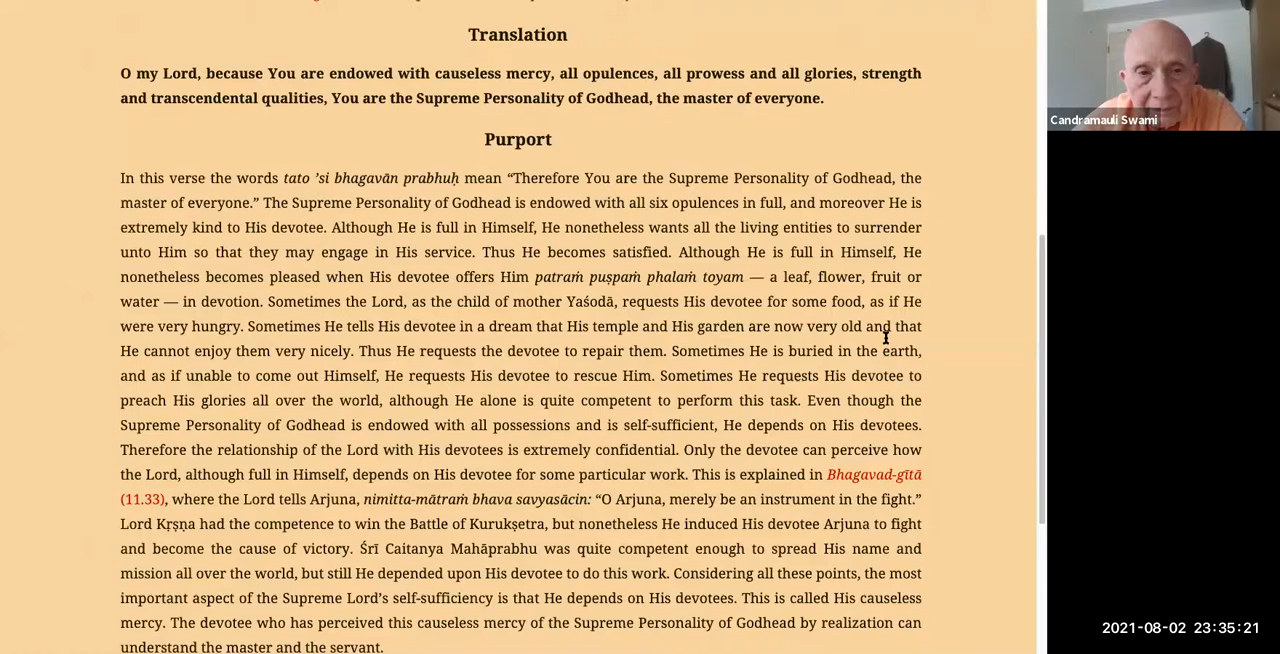 Translation
O my Lord, because You are endowed with causeless mercy, all opulences, all prowess and all glories, strength
and transcendental qualities, You are the Supreme Personality of Godhead, the master of everyone.
Purport
In this verse the words tato ’si bhagavān prabhuḥ mean “Therefore You are the Supreme Personality of Godhead, the
master of everyone.” The Supreme Personality of Godhead is endowed with all six opulences in full, and moreover He is
extremely kind to His devotee. Although He is full in Himself, He nonetheless wants all the living entities to surrender
unto Him so that they may engage in His service. Thus He becomes satisfied. Although He is full in Himself, He
nonetheless becomes pleased when His devotee offers Him patraṁ puṣpaṁ phalaṁ toyam — a leaf, flower, fruit or
water — in devotion. Sometimes the Lord, as the child of mother Yaśodā, requests His devotee for some food, as if He
were very hungry. Sometimes He tells His devotee in a dream that His temple and His garden are now very old and that
He cannot enjoy them very nicely. Thus He requests the devotee to repair them. Sometimes He is buried in the earth,
and as if unable to come out Himself, He requests His devotee to rescue Him. Sometimes He requests His devotee to
preach His glories all over the world, although He alone is quite competent to perform this task. Even though the
Supreme Personality of Godhead is endowed with all possessions and is self-sufficient, He depends on His devotees.
Therefore the relationship of the Lord with His devotees is extremely confidential. Only the devotee can perceive how
the Lord, although full in Himself, depends on His devotee for some particular work. This is explained in Bhagavad-gītā
(11.33), where the Lord tells Arjuna, nimitta-mātraṁ bhava savyasācin: “O Arjuna, merely be an instrument in the fight.”
Lord Kṛṣṇa had the competence to win the Battle of Kurukṣetra, but nonetheless He induced His devotee Arjuna to fight
and become the cause of victory. Śrī Caitanya Mahāprabhu was quite competent enough to spread His name and
mission all over the world, but still He depended upon His devotee to do this work. Considering all these points, the most
important aspect of the Supreme Lord’s self-sufficiency is that He depends on His devotees. This is called His causeless
mercy. The devotee who has perceived this causeless mercy of the Supreme Personality of Godhead by realization can
understand the master and the servant.
Candramauli Swami
2021-08-02 23:35:21